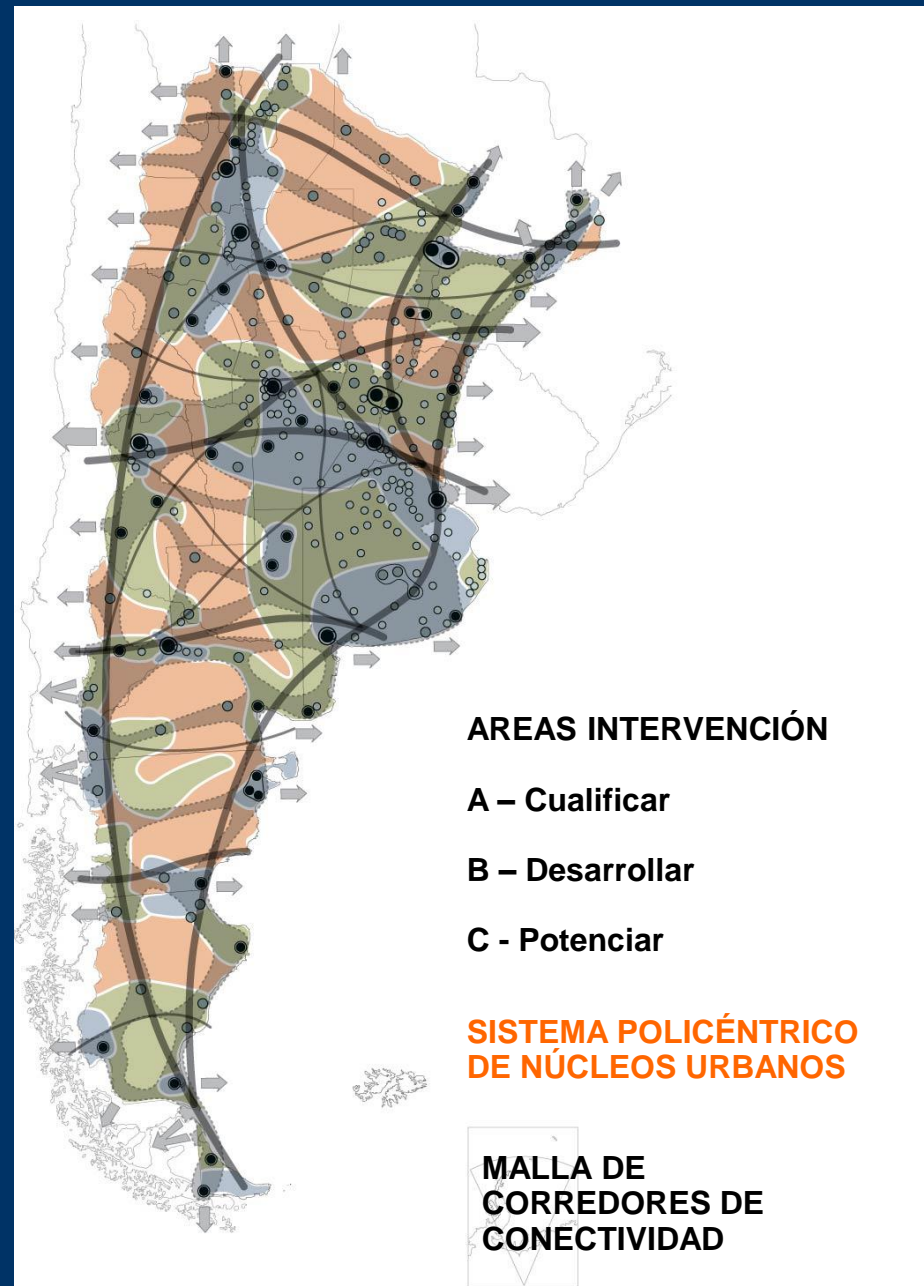 AREAS INTERVENCIÓN
A – Cualificar
B – Desarrollar
C - Potenciar
SISTEMA POLICÉNTRICO
DE NÚCLEOS URBANOS
MALLA DE
CORREDORES DE
CONECTIVIDAD